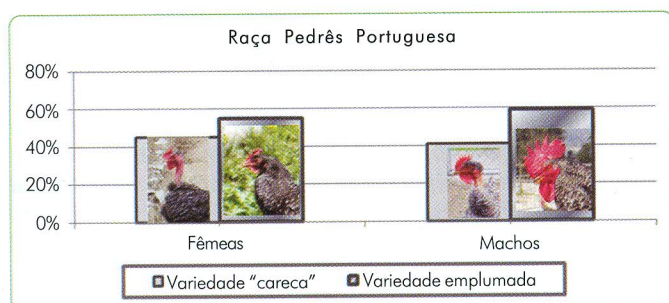 Raça Pedrês Portuguesa
80%
60%
40%
20%
0%
Fêmeas Machos
Variedade "careca" Variedade emplumada